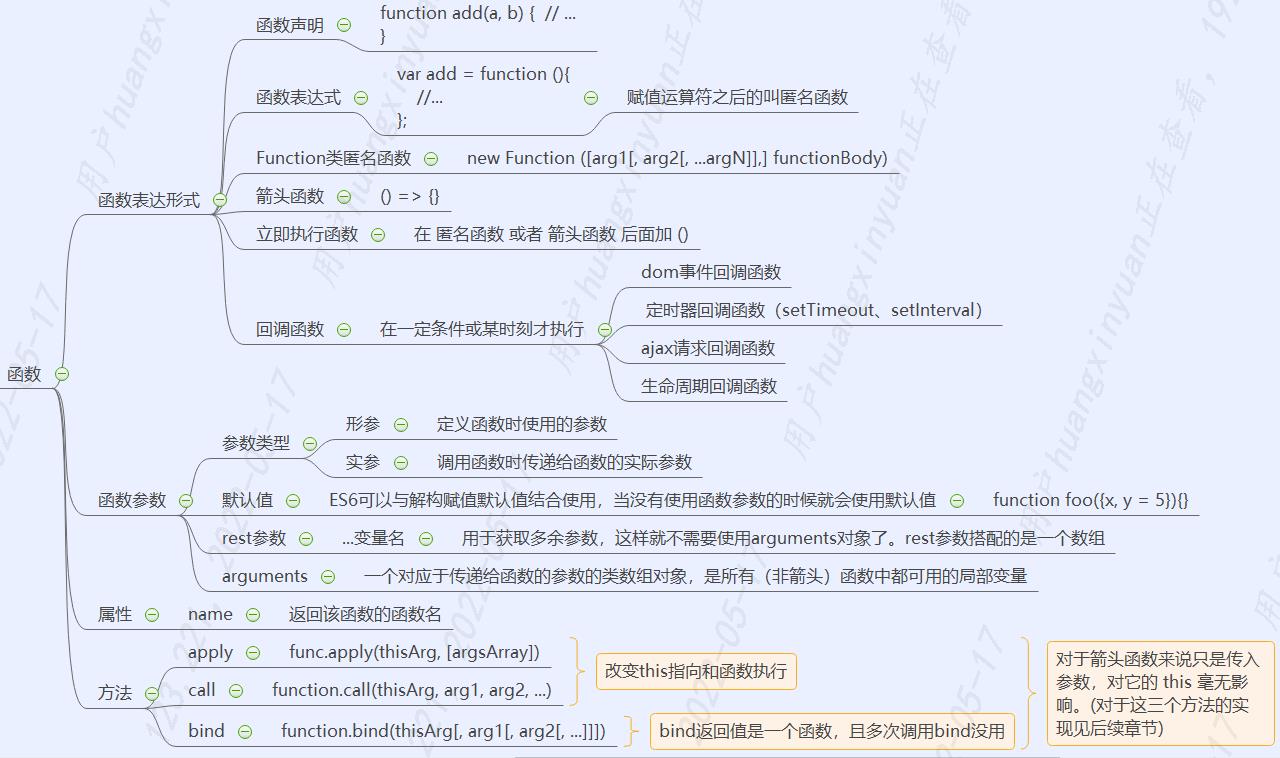 函数
函数表达形式
函数声明
function add(a, b) {  // ...
}
函数表达式
var add = function (){
//...
};
赋值运算符之后的叫匿名函数
Function类匿名函数
new Function ([arg1[, arg2[, ...argN]],] functionBody)
箭头函数
() => {}
立即执行函数
在 匿名函数 或者 箭头函数 后面加 ()
回调函数
在一定条件或某时刻才执行
dom事件回调函数
定时器回调函数（setTimeout、setInterval）
ajax请求回调函数
生命周期回调函数
函数参数
参数类型
形参
定义函数时使用的参数
实参
调用函数时传递给函数的实际参数
默认值
ES6可以与解构赋值默认值结合使用，当没有使用函数参数的时候就会使用默认值
function foo({x, y = 5}){}
rest参数
...变量名
用于获取多余参数，这样就不需要使用arguments对象了。rest参数搭配的是一个数组
arguments
一个对应于传递给函数的参数的类数组对象，是所有（非箭头）函数中都可用的局部变量
属性
name
返回该函数的函数名
方法
apply
func.apply(thisArg, [argsArray])
call
function.call(thisArg, arg1, arg2, ...)
改变this指向和函数执行
bind
function.bind(thisArg[, arg1[, arg2[, ...]]])
bind返回值是一个函数，且多次调用bind没用
对于箭头函数来说只是传入
参数，对它的 this 毫无影
响。(对于这三个方法的实
现见后续章节)
用户huangxinyuan正在查看，
2022-05-17